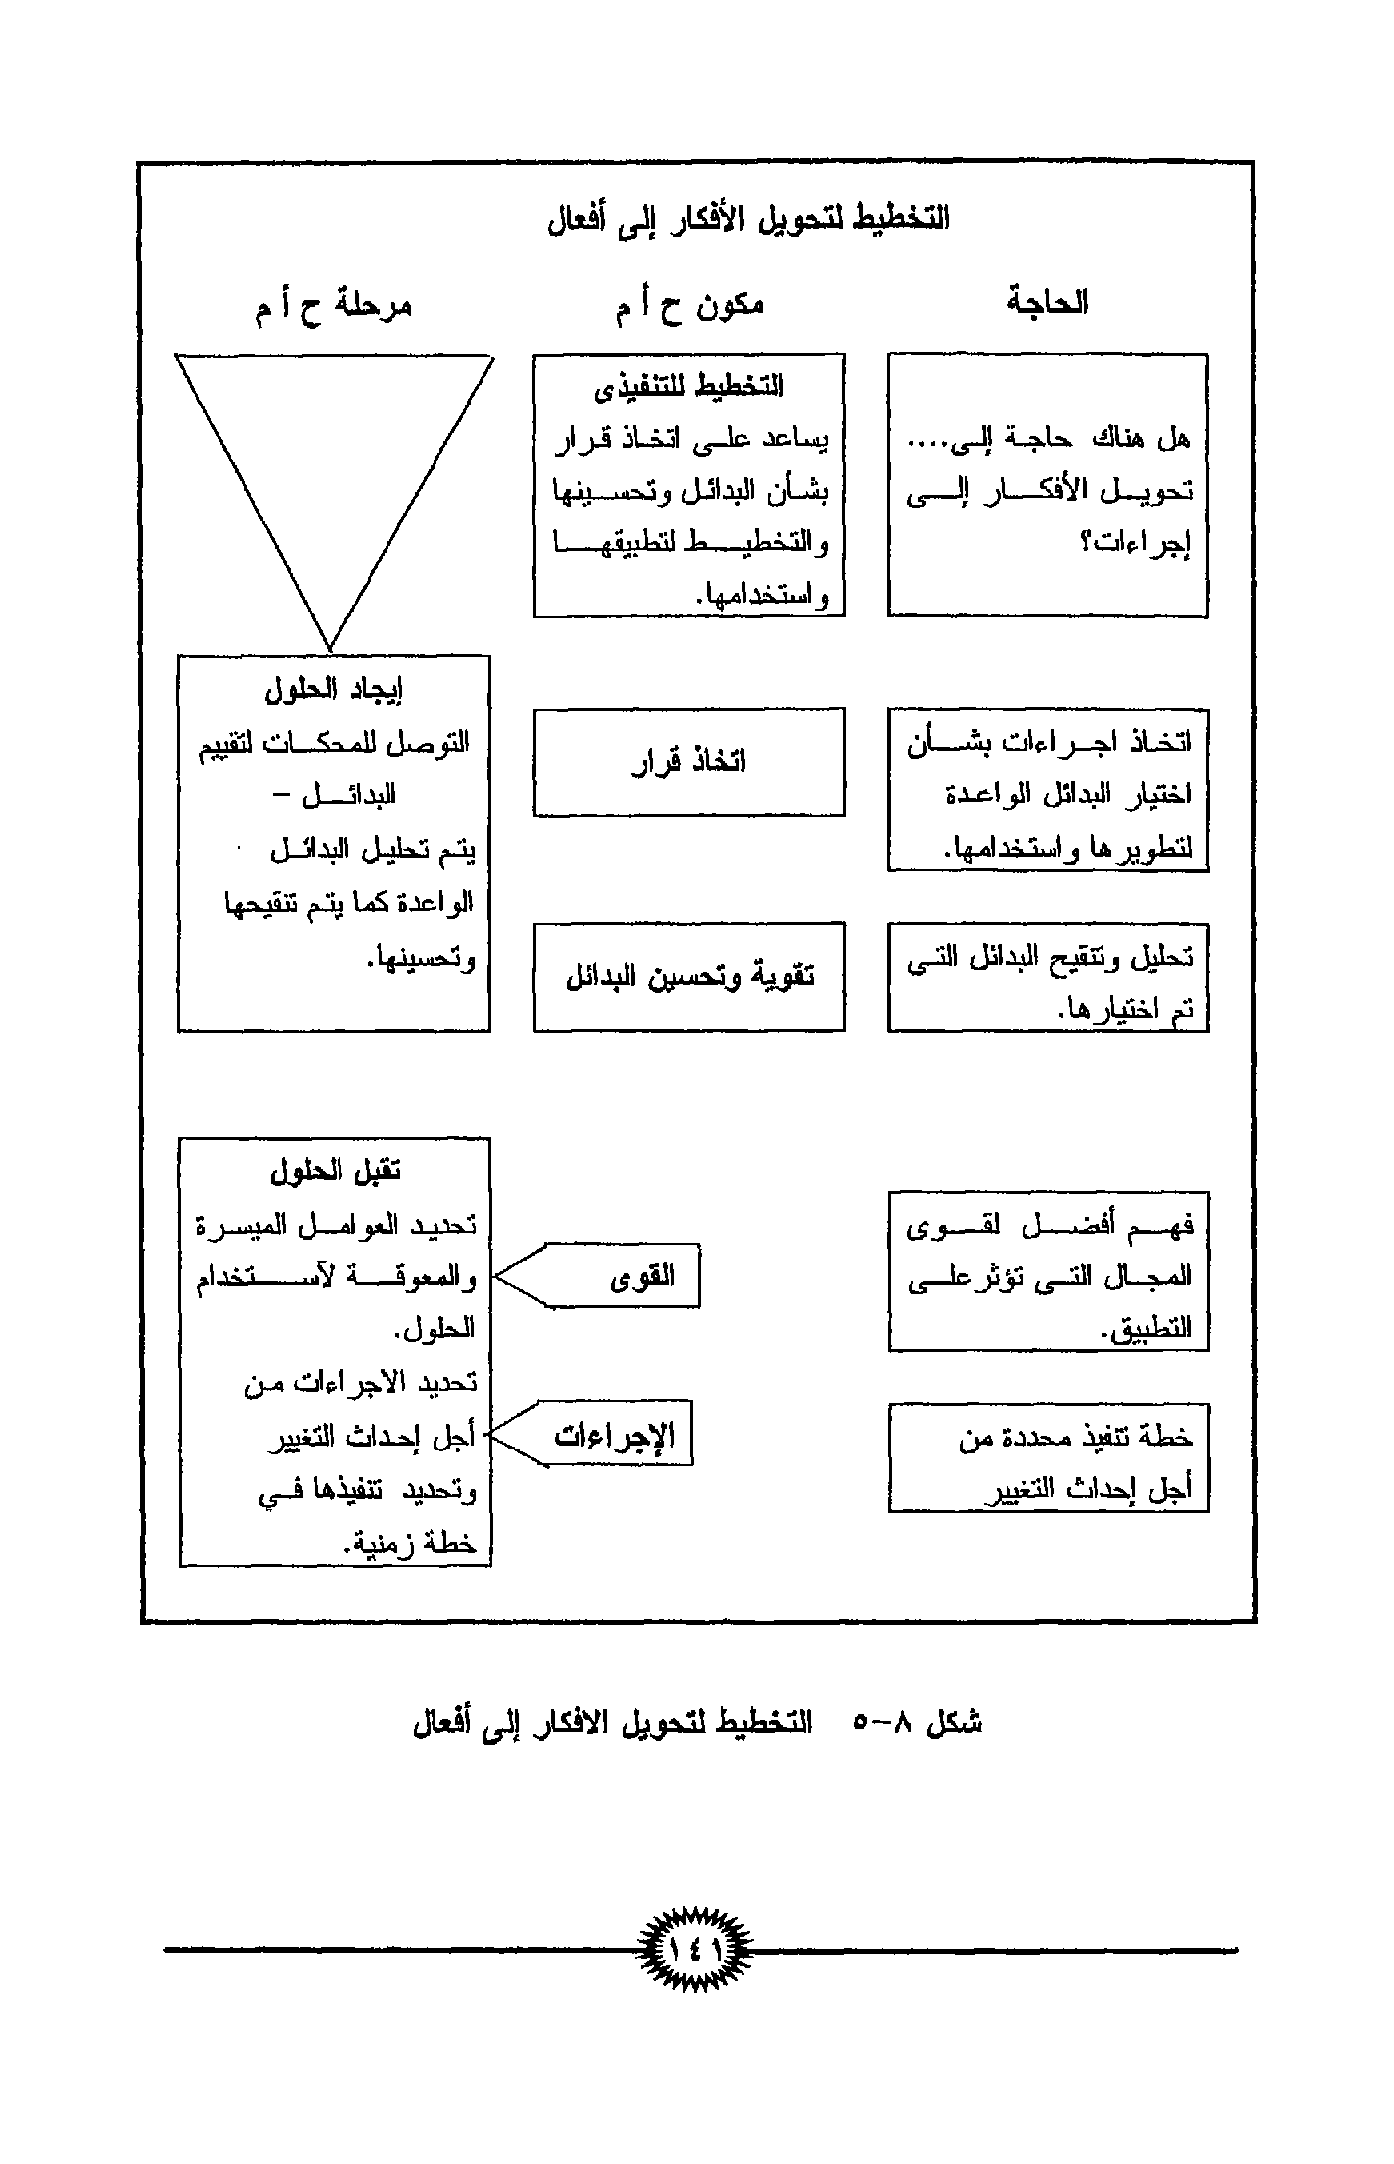 التخطيط لتحويل الأفكار إلى أفعال
الحاجة
مكون ح أ م
مرحلة ح أ م
هل هناك حاجة إلى....
تحويل الأفكار إلى
إجراءات؟
التخطيط للتنفيذى
يساعد على اتخاذ قرار
بشأن البدائل وتحسينها
والتخطيط لتطبيقها
واستخدامها.
اتخاذ اجراءات بشأن
اختيار البدائل الواعدة
لتطويرها واستخدامها.
اتخاذ قرار
إيجاد الحلول
التوصل للمحكات لتقييم
البدائل –
يتم تحليل البدائل
الواعدة كما يتم تنقيحها
وتحسينها.
تحليل وتنقيح البدائل التى
تم اختيارها.
تقوية وتحسين البدائل
فهم أفضل لقوى
المجال التى تؤثر على
التطبيق.
القوى
تقبل الحلول
تحديد العوامل الميسرة
والمعوقة لآستخدام
الحلول.
تحديد الاجراءات من
أجل إحداث التغيير
وتحديد تنفيذها في
خطة زمنية.
خطة تنفيذ محددة من
أجل إحداث التغيير
الإجراءات
شكل ٨-٥ التخطيط لتحويل الافكار إلى أفعال
١٤١